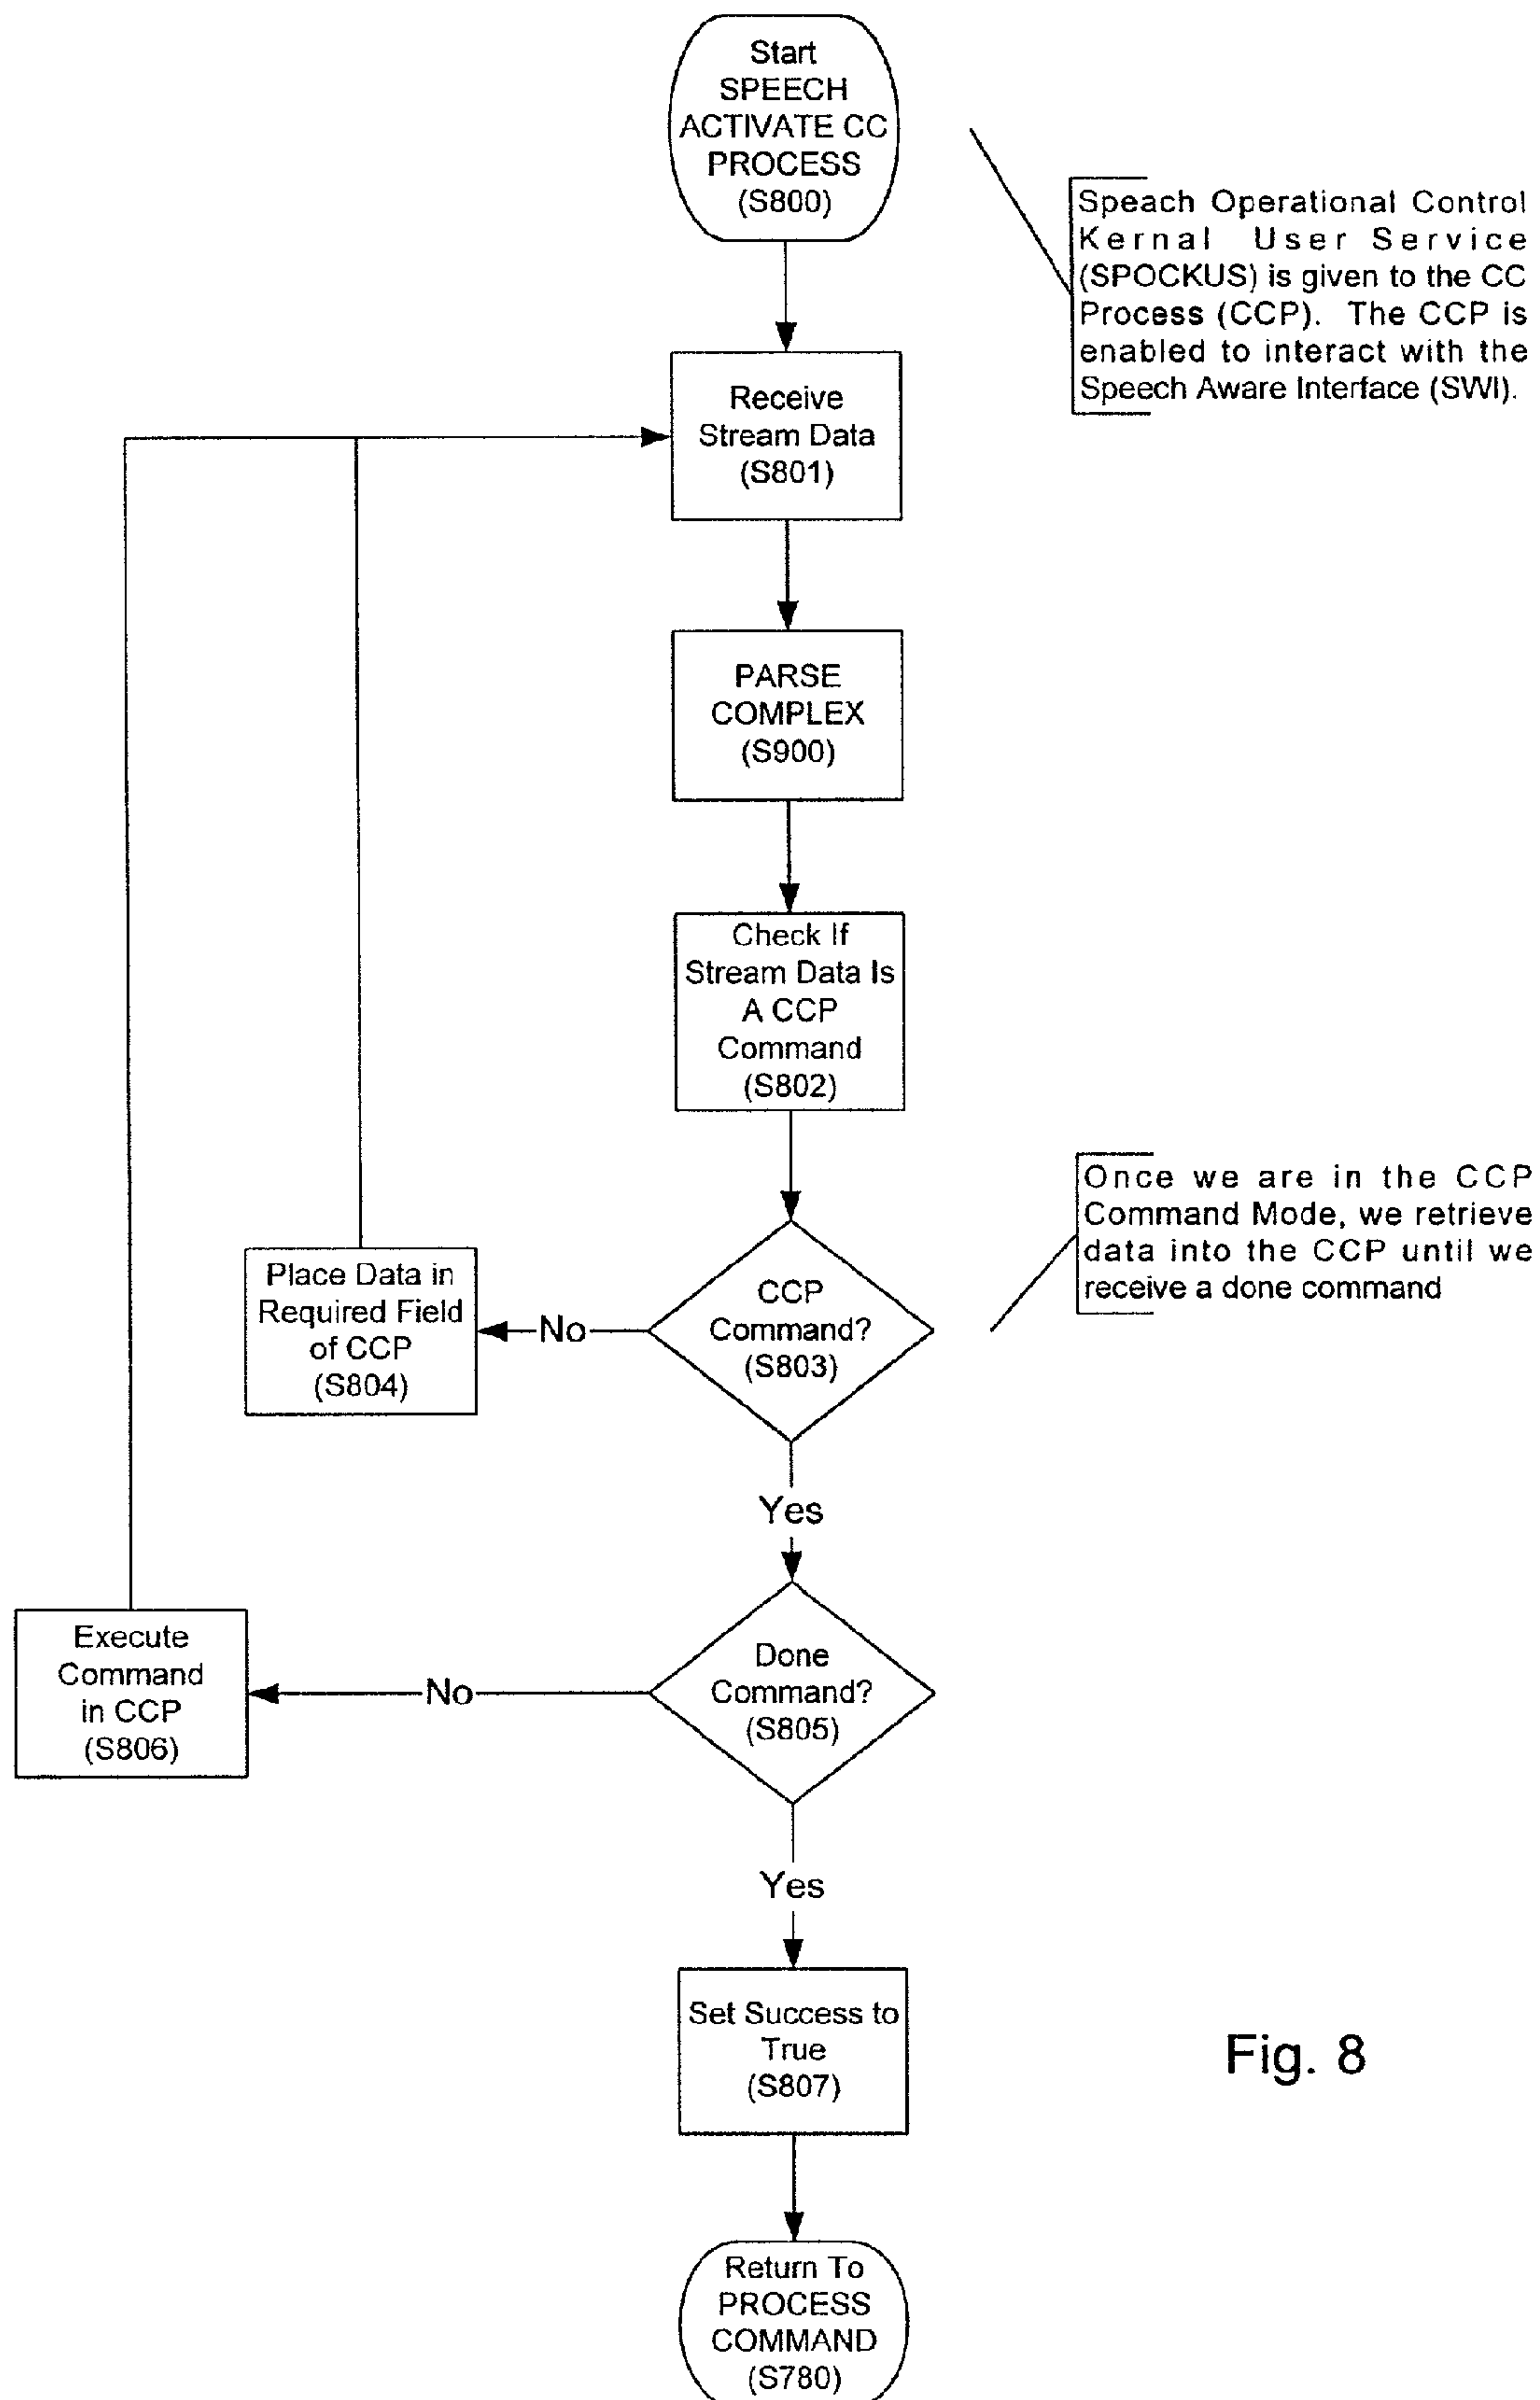 Start
SPEECH
ACTIVATE CC
PROCESS
(S800)
Speach Operational Control
Kernal User Service
(SPOCKUS) is given to the CC
Process (CCP). The CCP is
enabled to interact with the
Speech Aware Interface (SWI).
Receive
Stream Data
(S801)
PARSE
COMPLEX
(S900)
Check If
Stream Data Is
A CCP
Command
(S802)
Once we are in the CCP
Command Mode, we retrieve
data into the CCP until we
receive a done command
CCP
Command?
(S803)
No
Place Data in
Required Field
of CCP
(S804)
Yes
Done
Command?
(S805)
No
Execute
Command
in CCP
(S806)
Yes
Set Success to
True
(S807)
Fig. 8
Return To
PROCESS
COMMAND
(S780)